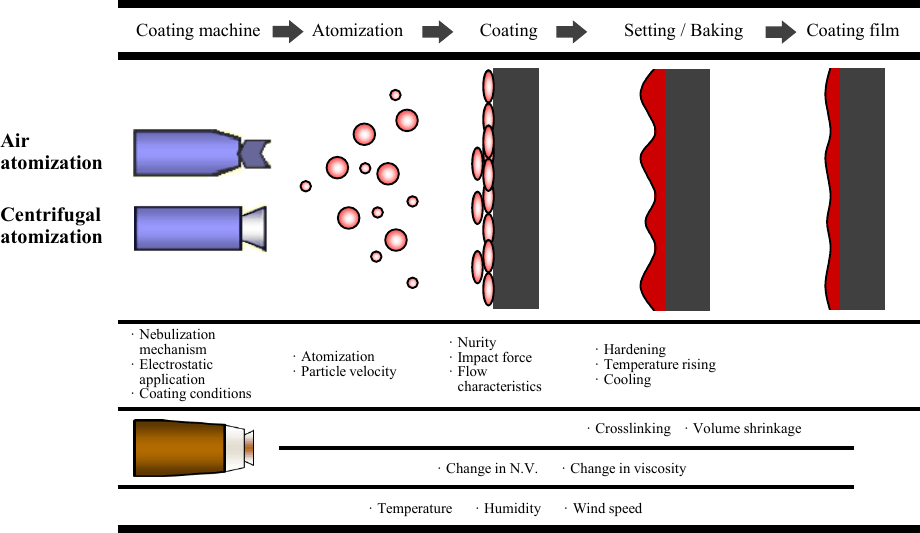 Coating machine Atomization Coating Setting / Baking Coating film
Air
atomization
Centrifugal
atomization
· Nebulization
mechanism
· Electrostatic
application
· Coating conditions
· Atomization
· Particle velocity
· Nurity
· Impact force
· Flow
characteristics
· Hardening
· Temperature rising
· Cooling
· Crosslinking · Volume shrinkage
· Change in N.V. · Change in viscosity
· Temperature · Humidity · Wind speed